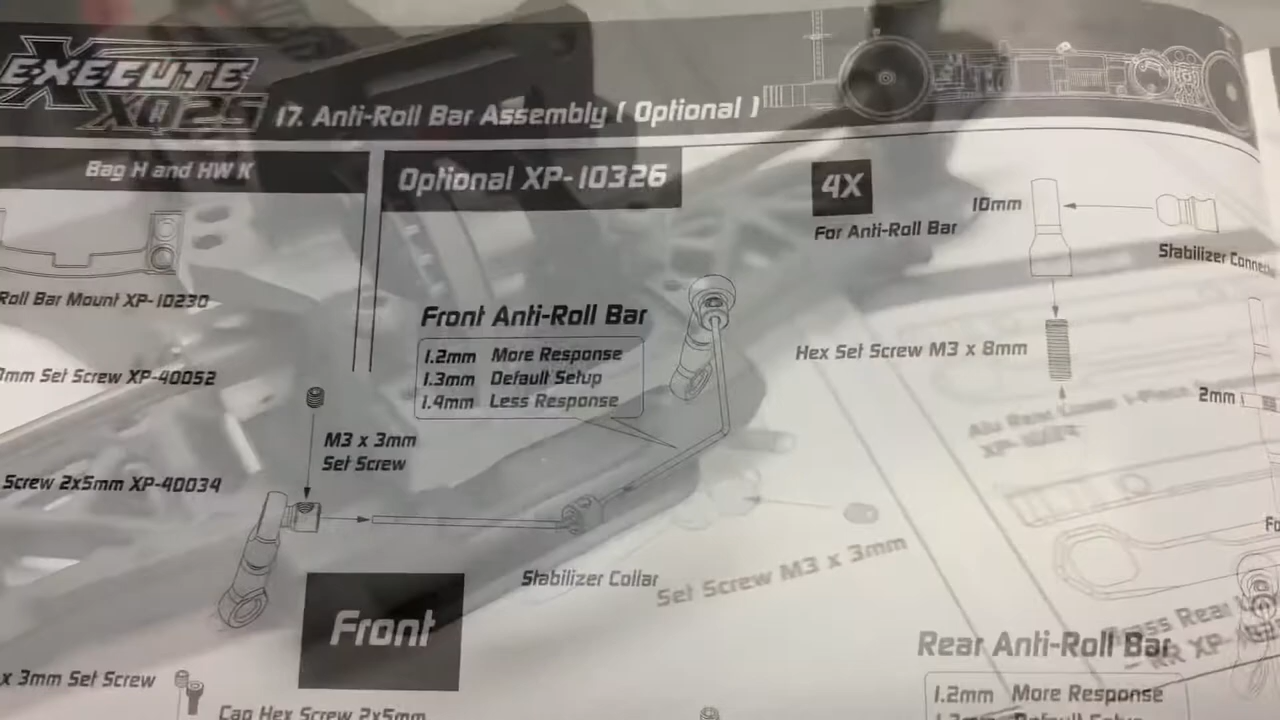 EXECUTE
XQ2S
17. Anti-Roll Bar Assembly ( Optional )
Bag H and HW K
Optional XP-10326
4X
For Anti-Roll Bar
10mm
Stabilizer
Roll Bar Mount XP-10230
Front Anti-Roll Bar
1.2mm More Response
1.3mm Default Setup
1.4mm Less Response
Hex Set Screw M3 x 8mm
mm Set Screw XP-40052
2mm
M3 x 3mm
Set Screw
Screw 2x5mm XP-40034
Stabilizer Collar
Set Screw M3 x 3mm
Front
Rear Anti-Roll Bar
x 3mm Set Screw
1.2mm More Response
Cap Hex Screw 2x5mm